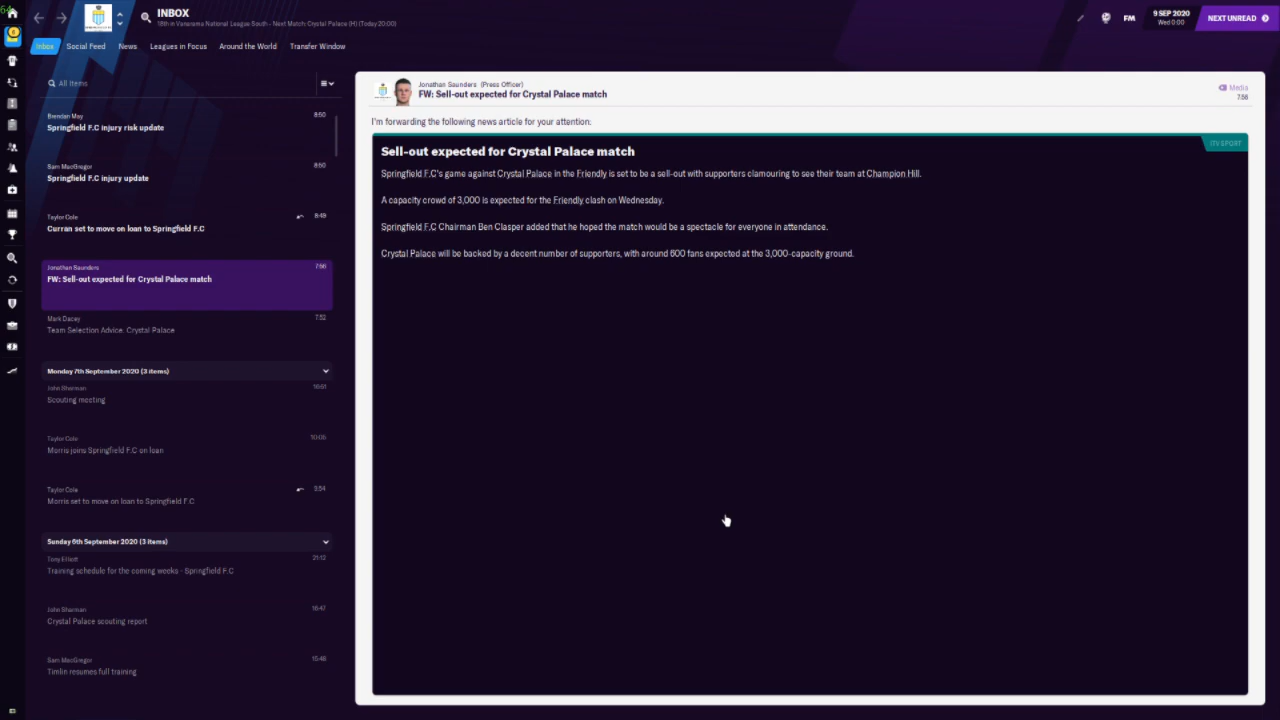 INBOX
18th in Vanarama National League South - Next Match: Crystal Palace (H) (Today 20:00)
FM
9 SEP 2020
Wed 0:00
NEXT UNREAD
Inbox
Social Feed
News
Leagues in Focus
Around the World
Transfer Window
All Items
Brendan May
8:50
Springfield F.C injury risk update
Sam MacGregor
8:50
Springfield F.C injury update
Taylor Cole
8:49
Curran set to move on loan to Springfield F.C
Jonathan Saunders
7:56
FW: Sell-out expected for Crystal Palace match
Mark Dacey
7:52
Team Selection Advice: Crystal Palace
Monday 7th September 2020 (3 items)
John Sharman
16:51
Scouting meeting
Taylor Cole
10:05
Morris joins Springfield F.C on loan
Taylor Cole
9:54
Morris set to move on loan to Springfield F.C
Sunday 6th September 2020 (3 items)
Tony Elliott
21:12
Training schedule for the coming weeks - Springfield F.C
John Sharman
16:47
Crystal Palace scouting report
Sam MacGregor
15:48
Timlin resumes full training
Jonathan Saunders (Press Officer)
FW: Sell-out expected for Crystal Palace match
Media
7:56
I'm forwarding the following news article for your attention:
ITV SPORT
Sell-out expected for Crystal Palace match
Springfield F.C's game against Crystal Palace in the Friendly is set to be a sell-out with supporters clamouring to see their team at Champion Hill.
A capacity crowd of 3,000 is expected for the Friendly clash on Wednesday.
Springfield F.C Chairman Ben Clasper added that he hoped the match would be a spectacle for everyone in attendance.
Crystal Palace will be backed by a decent number of supporters, with around 600 fans expected at the 3,000-capacity ground.